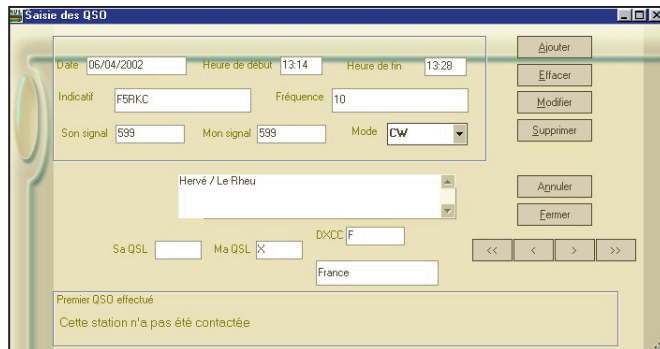 Saisie des QSO
Ajouter
Date 06/04/2002 Heure de début 13:14 Heure de fin 13:28
Effacer
Indicatif F5RKC Fréquence 10
Modifier
Son signal 599 Mon signal 599 Mode CW
Supprimer
Hervé / Le Rheu
Annuler
Fermer
DXCC F
Sa QSL Ma QSL X
<< < > >>
France
Premier QSO effectué
Cette station n'a pas été contactée